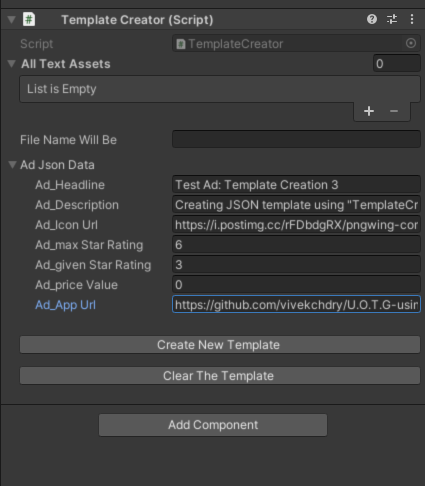 Template Creator (Script)
Script TemplateCreator
All Text Assets 0
List is Empty
+ −
File Name Will Be
Ad Json Data
Ad_Headline Test Ad: Template Creation 3
Ad_Description Creating JSON template using "TemplateCr
Ad_Icon Url https://i.postimg.cc/rFDbdgRX/pngwing-cor
Ad_max Star Rating 6
Ad_given Star Rating 3
Ad_price Value 0
Ad_App Url https://github.com/vivekchdry/U.O.T.G-usin
Create New Template
Clear The Template
Add Component